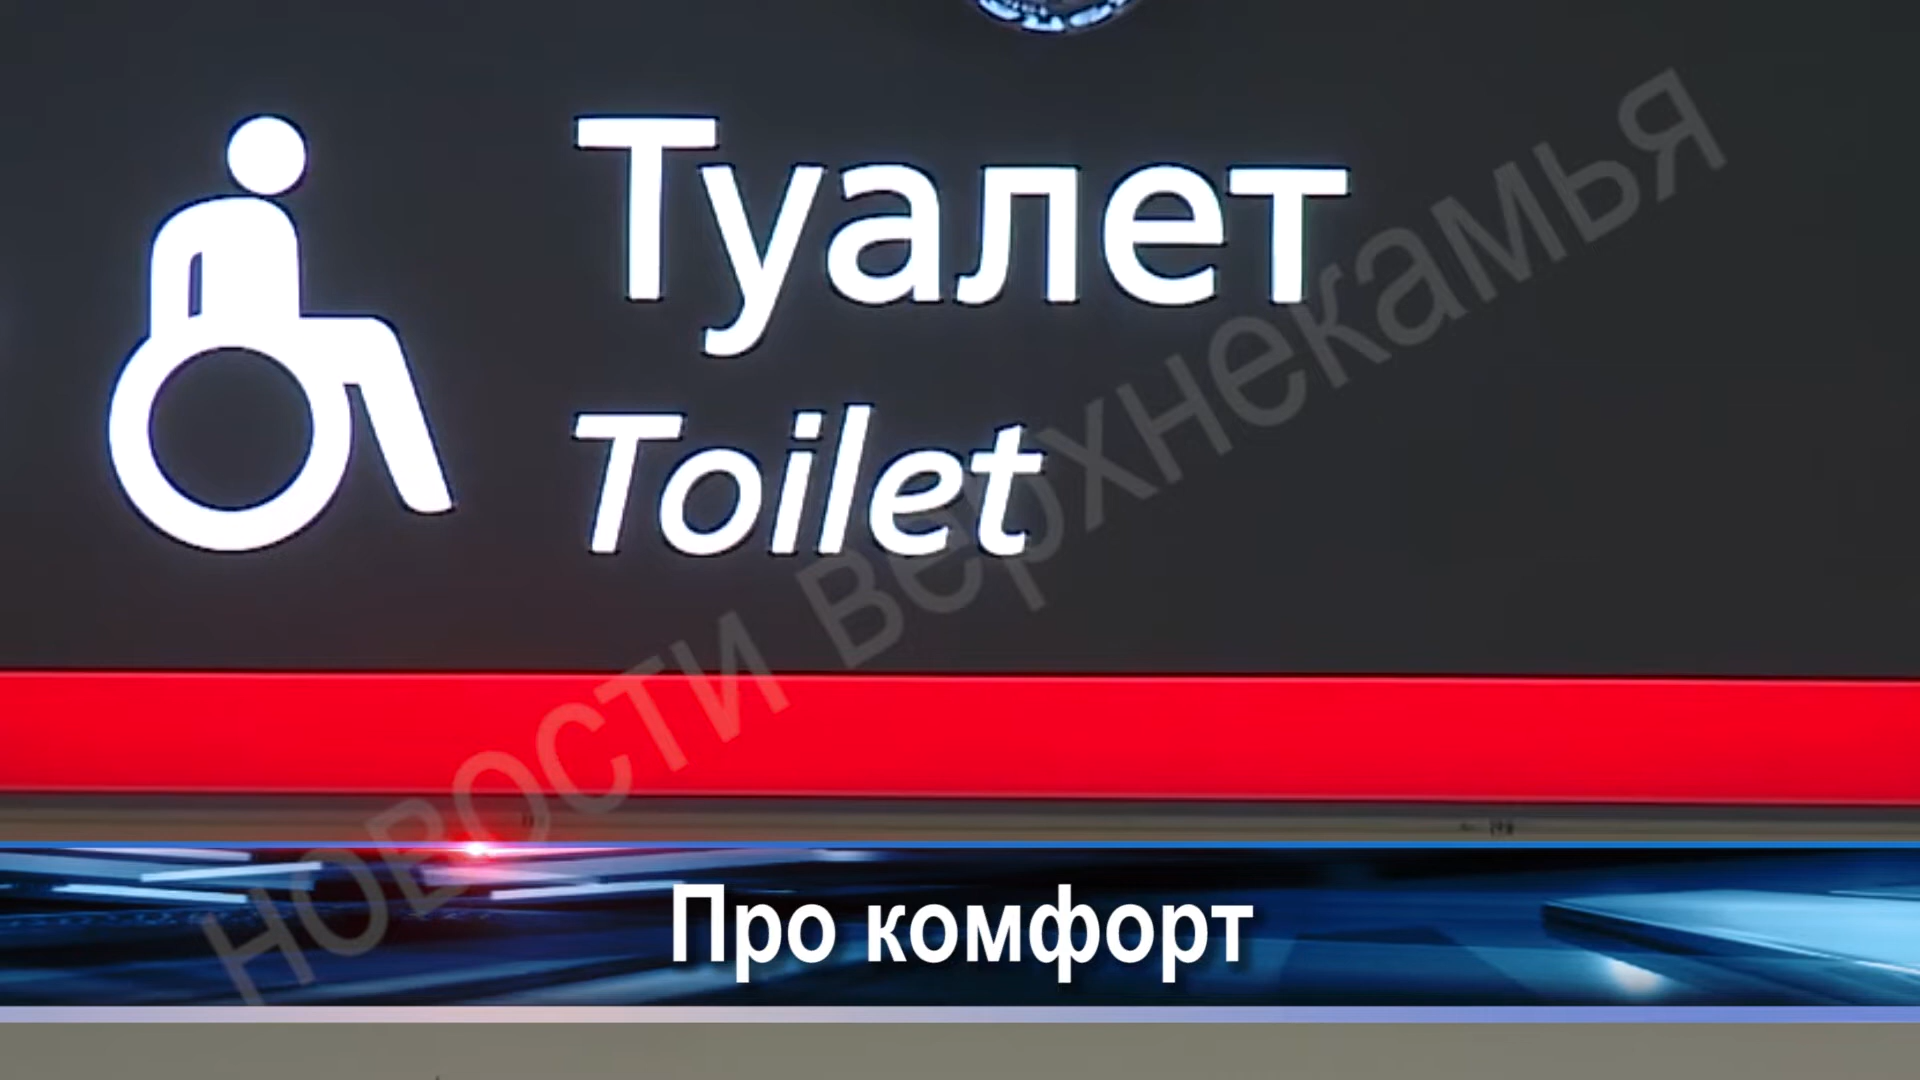 Туалет
Toilet
новости Верхнекамья
Про комфорт